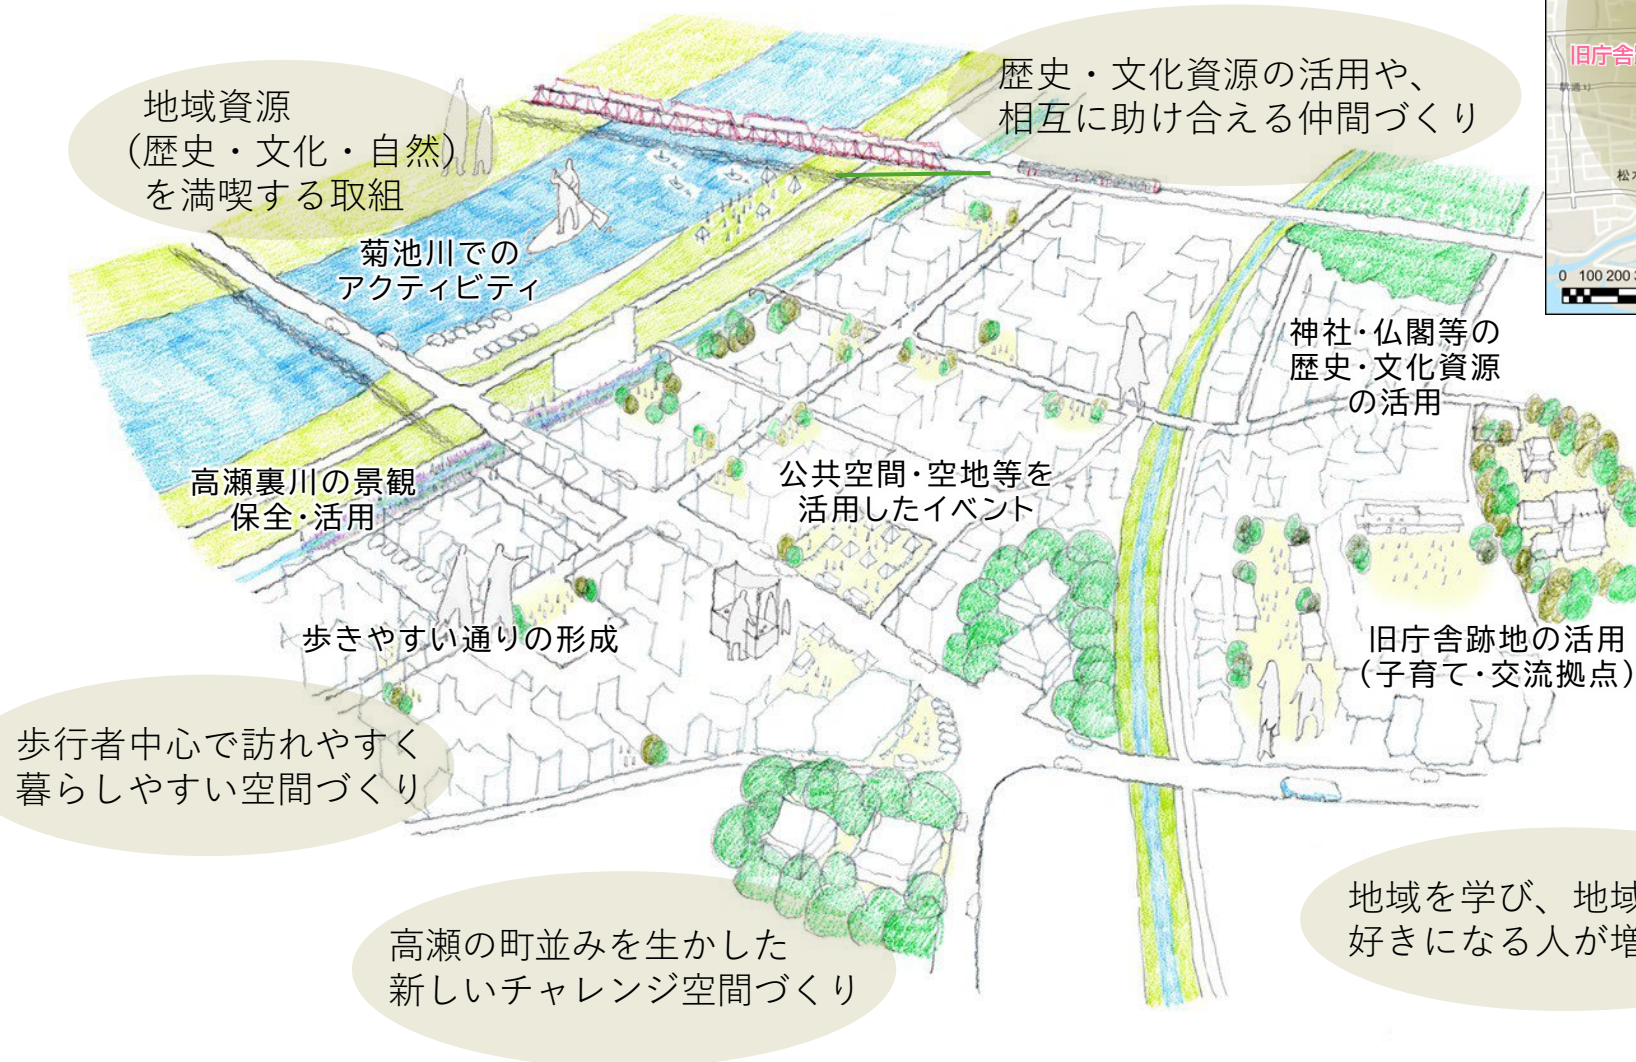 地域資源
(歴史・文化・自然)
を満喫する取組
歴史・文化資源の活用や、
相互に助け合える仲間づくり
旧庁舎
駅通り
松
0 100 200
菊池川での
アクティビティ
神社・仏閣等の
歴史・文化資源
の活用
高瀬裏川の景観
保全・活用
公共空間・空地等を
活用したイベント
歩きやすい通りの形成
旧庁舎跡地の活用
(子育て・交流拠点)
歩行者中心で訪れやすく
暮らしやすい空間づくり
高瀬の町並みを生かした
新しいチャレンジ空間づくり
地域を学び、地域
好きになる人が増